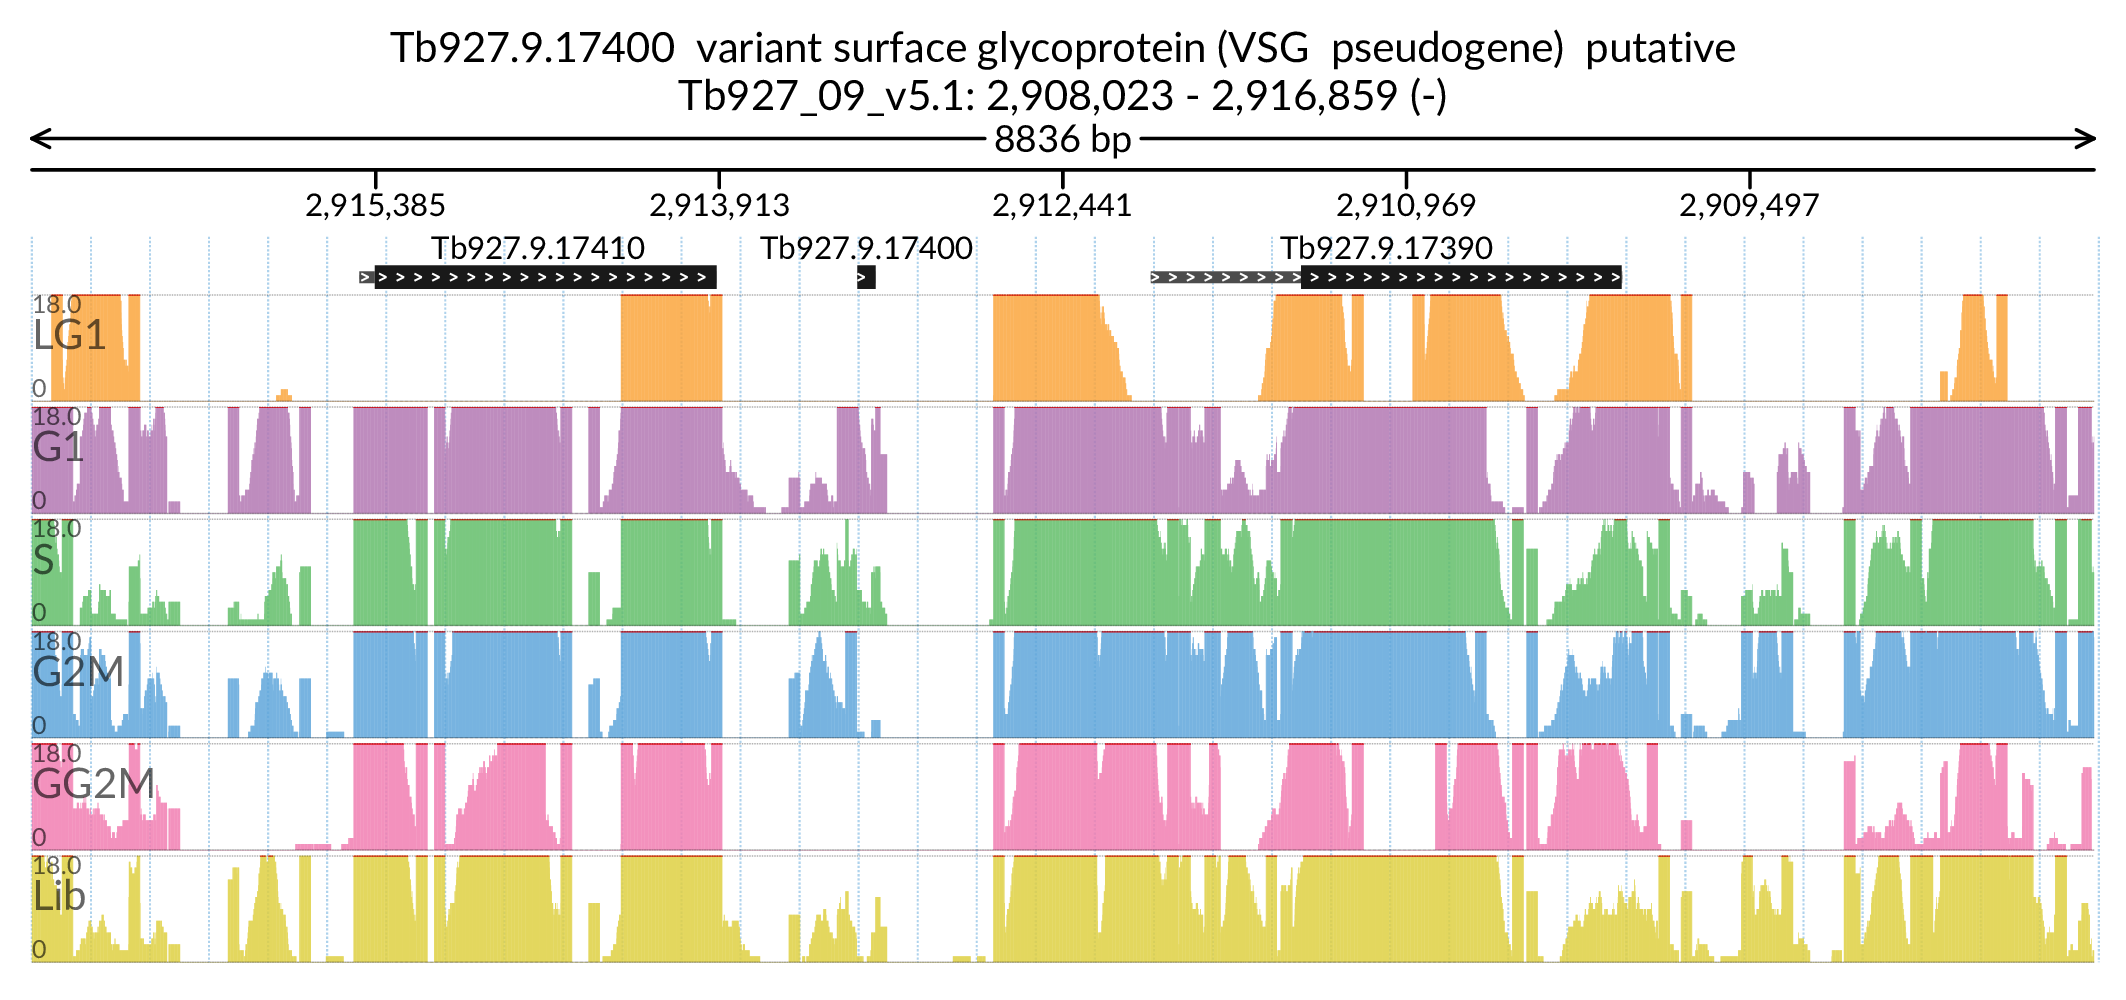 Tb927.9.17400 variant surface glycoprotein (VSG pseudogene) putative
Tb927_09_v5.1: 2,908,023 - 2,916,859 (-)
8836 bp
2,915,385 2,913,913 2,912,441 2,910,969 2,909,497
Tb927.9.17410 Tb927.9.17400 Tb927.9.17390
18.0
LG1
0
18.0
G1
0
18.0
S
0
18.0
G2M
0
18.0
GG2M
0
18.0
Lib
0